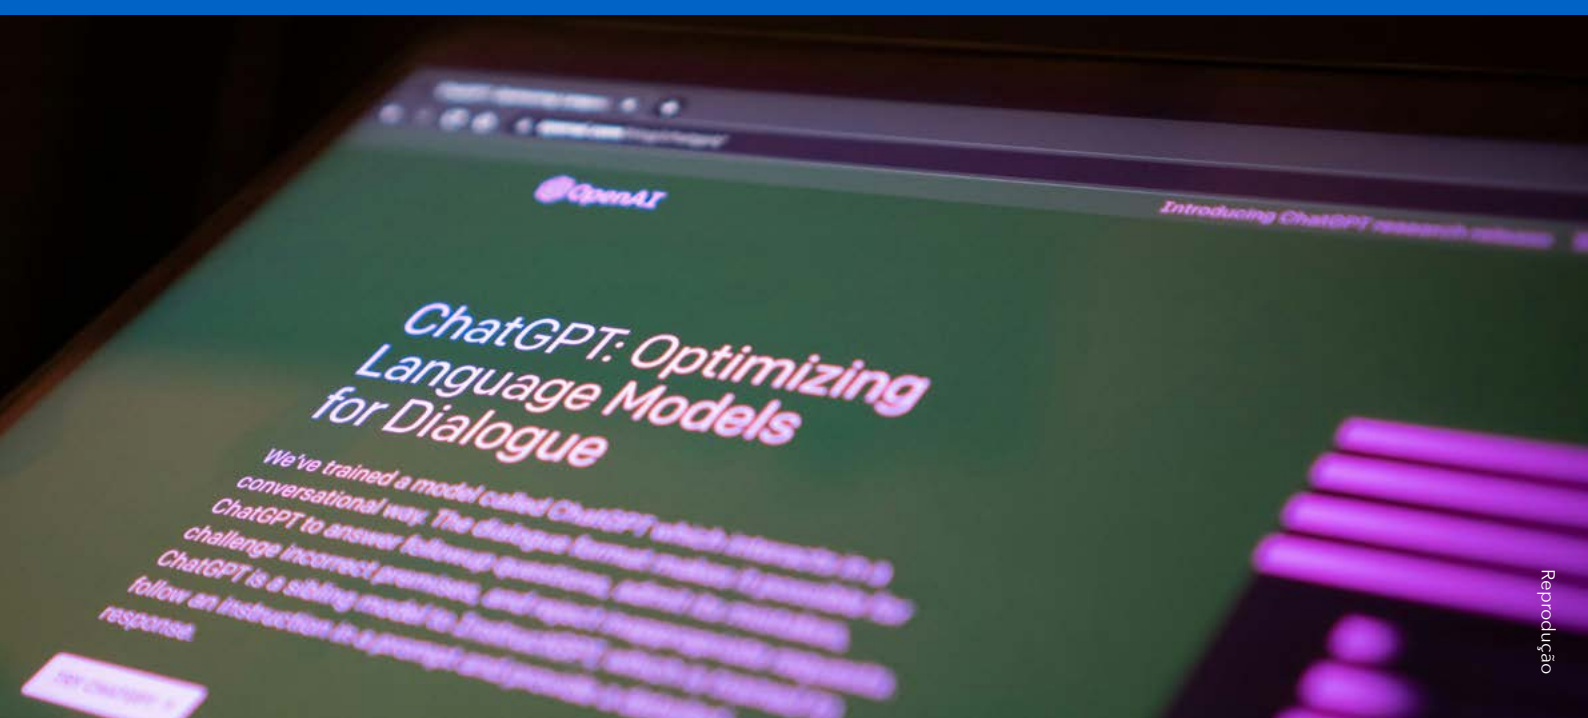 OpenAI
Introducing ChatGPT research release
ChatGPT: Optimizing
Language Models
for Dialogue
We've trained a model called ChatGPT which interacts in a
conversational way. The dialogue format makes it possible for
ChatGPT to answer followup questions, admit its mistakes,
challenge incorrect premises, and reject inappropriate requests.
ChatGPT is a sibling model to InstructGPT, which is trained to
follow an instruction in a prompt and provide a detailed
response.
TRY CHATGPT
Reprodução